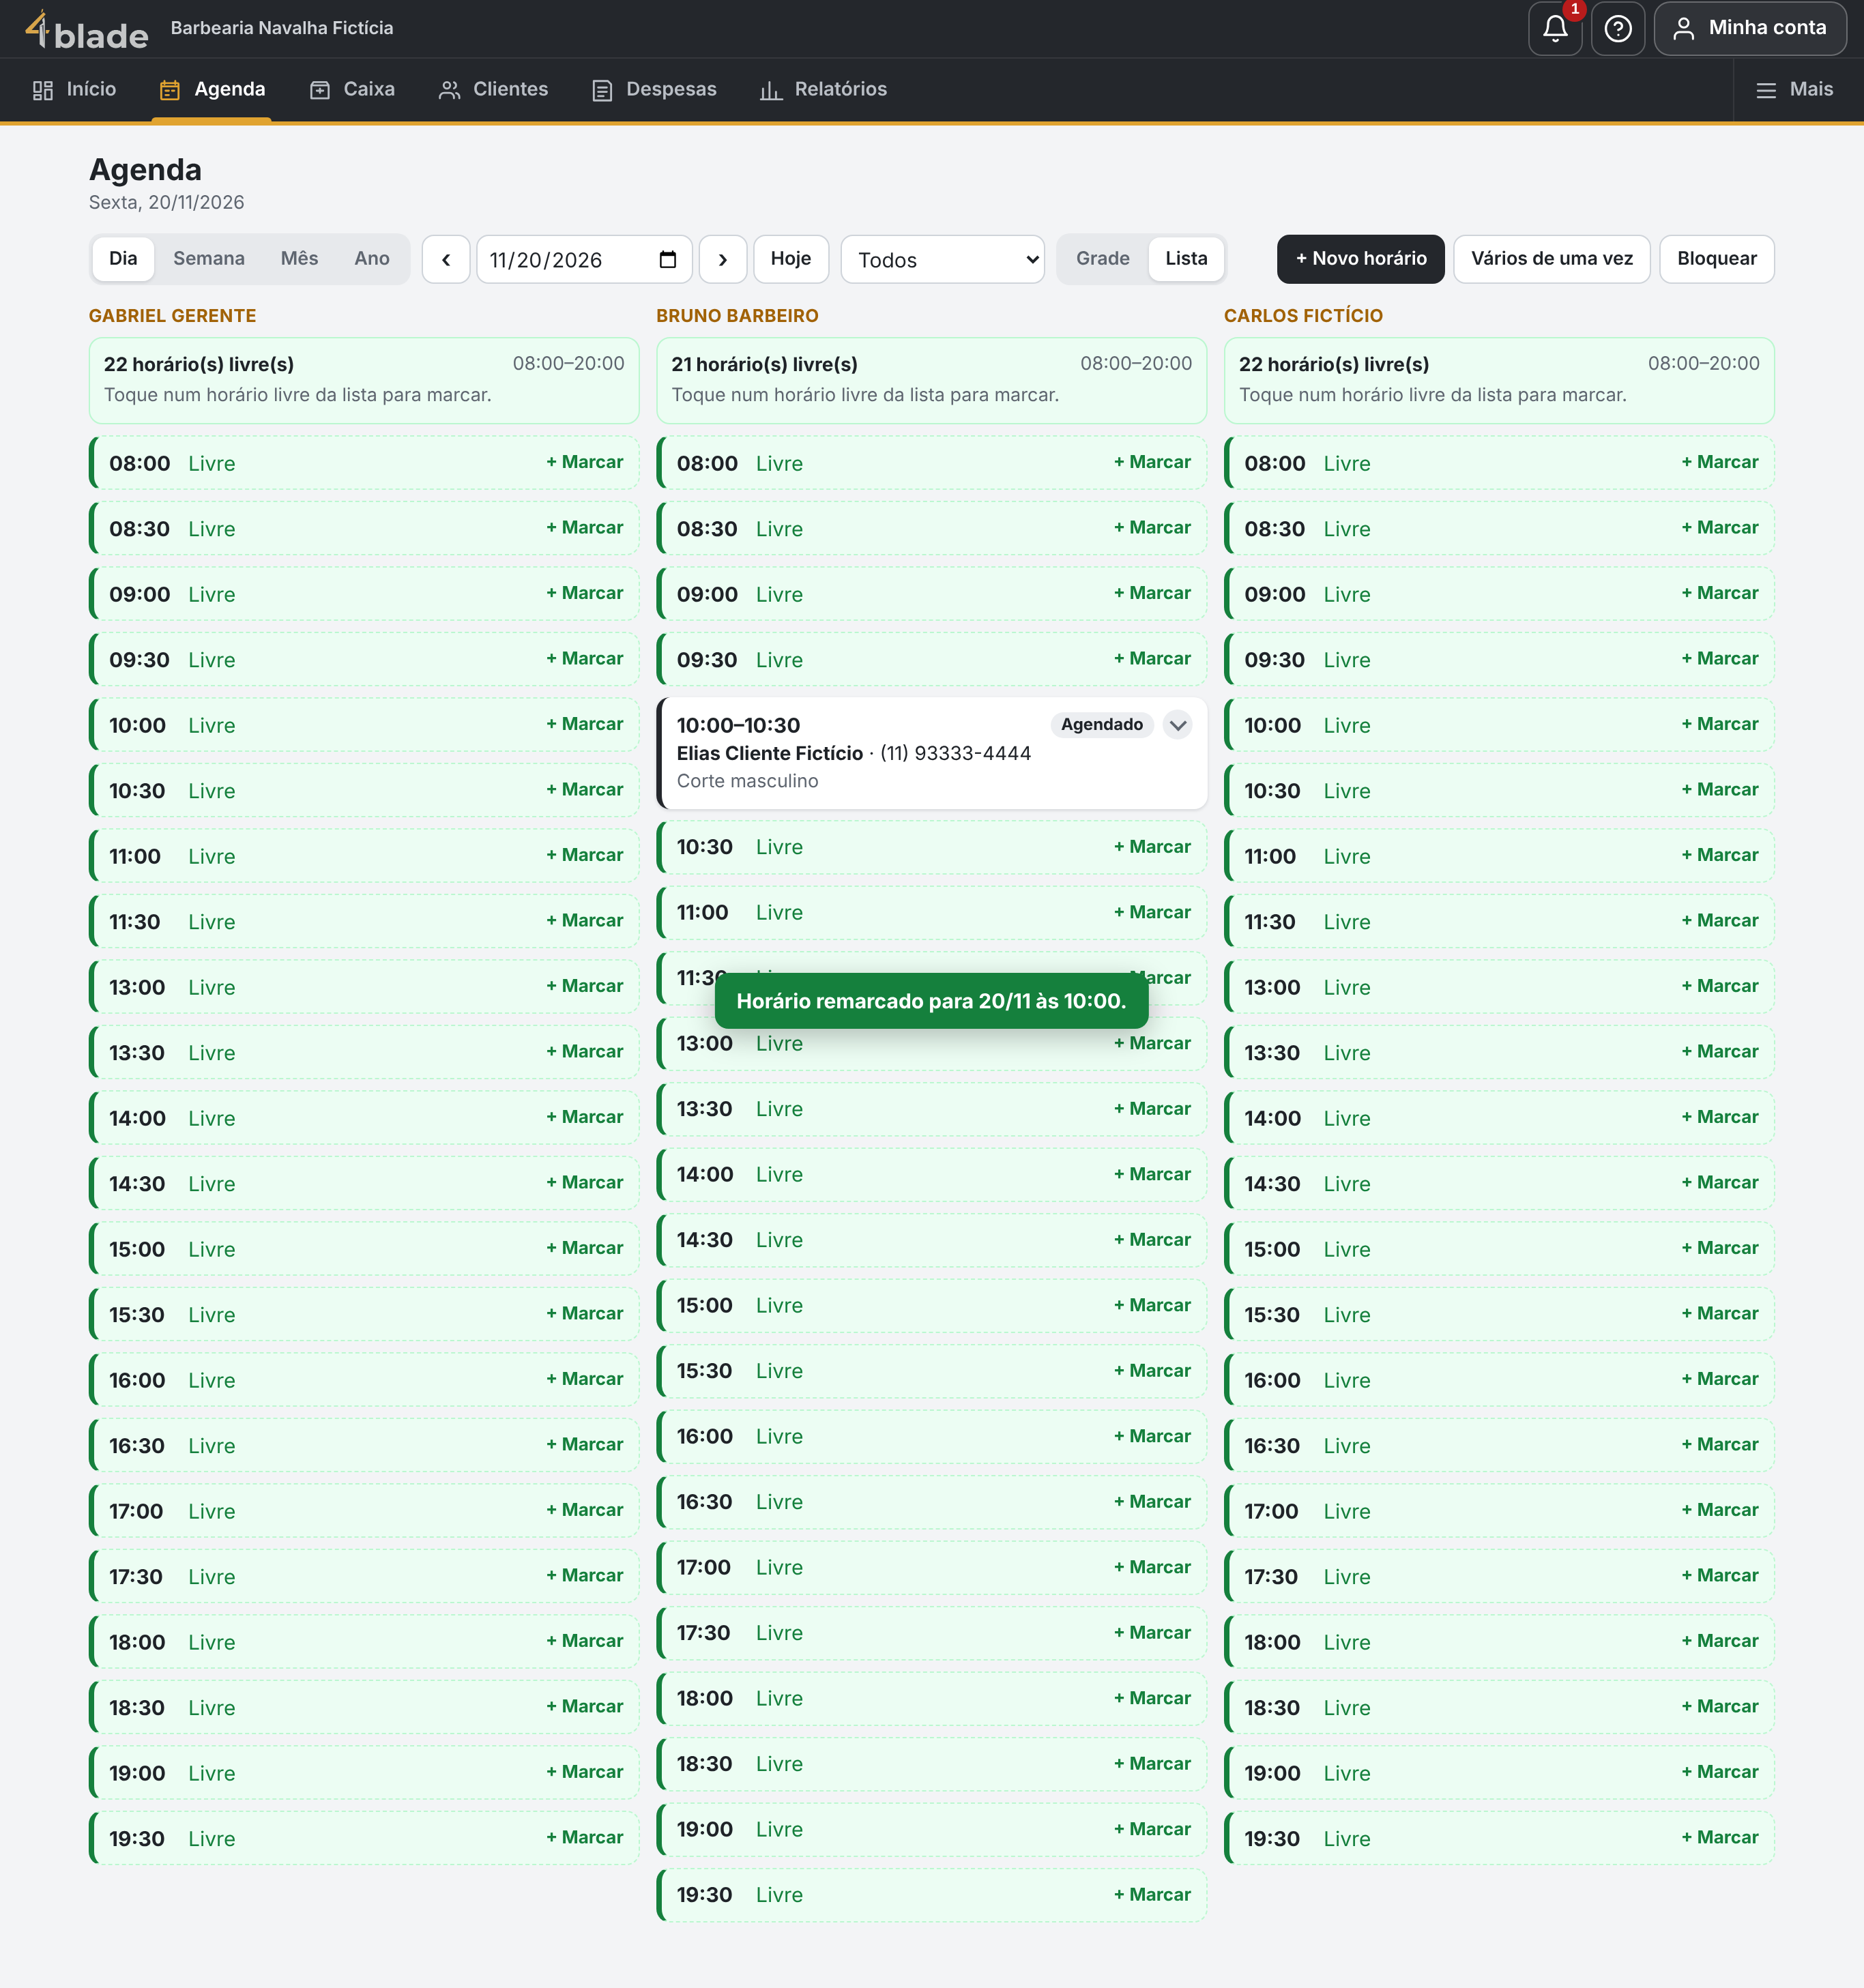 4blade
Barbearia Navalha Fictícia
1
Minha conta
Início
Agenda
Caixa
Clientes
Despesas
Relatórios
Mais
Agenda
Sexta, 20/11/2026
Dia
Semana
Mês
Ano
‹
11/20/2026
›
Hoje
Todos
Grade
Lista
+ Novo horário
Vários de uma vez
Bloquear
GABRIEL GERENTE
22 horário(s) livre(s) 08:00–20:00
Toque num horário livre da lista para marcar.
08:00 Livre + Marcar
08:30 Livre + Marcar
09:00 Livre + Marcar
09:30 Livre + Marcar
10:00 Livre + Marcar
10:30 Livre + Marcar
11:00 Livre + Marcar
11:30 Livre + Marcar
13:00 Livre + Marcar
13:30 Livre + Marcar
14:00 Livre + Marcar
14:30 Livre + Marcar
15:00 Livre + Marcar
15:30 Livre + Marcar
16:00 Livre + Marcar
16:30 Livre + Marcar
17:00 Livre + Marcar
17:30 Livre + Marcar
18:00 Livre + Marcar
18:30 Livre + Marcar
19:00 Livre + Marcar
19:30 Livre + Marcar
BRUNO BARBEIRO
21 horário(s) livre(s) 08:00–20:00
Toque num horário livre da lista para marcar.
08:00 Livre + Marcar
08:30 Livre + Marcar
09:00 Livre + Marcar
09:30 Livre + Marcar
10:00–10:30 Agendado
Elias Cliente Fictício · (11) 93333-4444
Corte masculino
10:30 Livre + Marcar
11:00 Livre + Marcar
11:30 Marcar
Horário remarcado para 20/11 às 10:00.
13:00 Livre + Marcar
13:30 Livre + Marcar
14:00 Livre + Marcar
14:30 Livre + Marcar
15:00 Livre + Marcar
15:30 Livre + Marcar
16:00 Livre + Marcar
16:30 Livre + Marcar
17:00 Livre + Marcar
17:30 Livre + Marcar
18:00 Livre + Marcar
18:30 Livre + Marcar
19:00 Livre + Marcar
19:30 Livre + Marcar
CARLOS FICTÍCIO
22 horário(s) livre(s) 08:00–20:00
Toque num horário livre da lista para marcar.
08:00 Livre + Marcar
08:30 Livre + Marcar
09:00 Livre + Marcar
09:30 Livre + Marcar
10:00 Livre + Marcar
10:30 Livre + Marcar
11:00 Livre + Marcar
11:30 Livre + Marcar
13:00 Livre + Marcar
13:30 Livre + Marcar
14:00 Livre + Marcar
14:30 Livre + Marcar
15:00 Livre + Marcar
15:30 Livre + Marcar
16:00 Livre + Marcar
16:30 Livre + Marcar
17:00 Livre + Marcar
17:30 Livre + Marcar
18:00 Livre + Marcar
18:30 Livre + Marcar
19:00 Livre + Marcar
19:30 Livre + Marcar